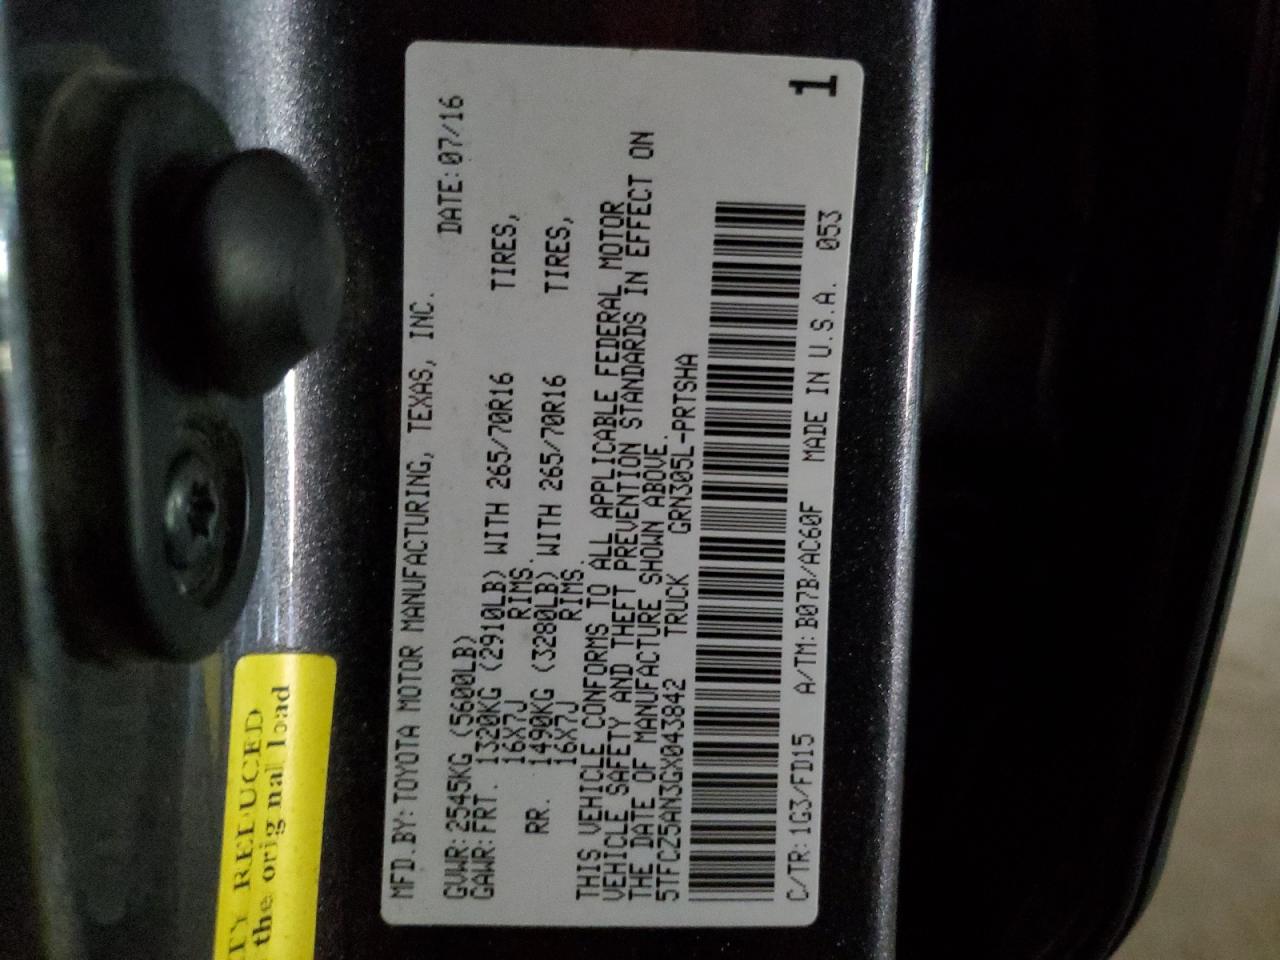 MFD.BY:TOYOTA MOTOR MANUFACTURING, TEXAS, INC.
GVWR:2545KG (5600LB) DATE:07/16
GAWR:FRT. 1320KG (2910LB) WITH 265/70R16 TIRES,
16X7J RIMS.
RR. 1490KG (3280LB) WITH 265/70R16 TIRES,
16X7J RIMS.
THIS VEHICLE CONFORMS TO ALL APPLICABLE FEDERAL MOTOR
VEHICLE SAFETY AND THEFT PREVENTION STANDARDS IN EFFECT ON
THE DATE OF MANUFACTURE SHOWN ABOVE.
5TFCZ5AN3GX043842 TRUCK GRN305L-PRTSHA
C/TR:1G3/FD15 A/TM:B07B/AC60F MADE IN U.S.A. 053
1
TY REDUCED
the original load